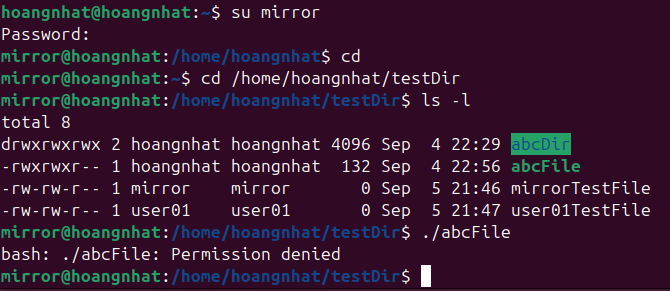 hoangnhat@hoangnhat:~$ su mirror
Password:
mirror@hoangnhat:/home/hoangnhat$ cd
mirror@hoangnhat:~$ cd /home/hoangnhat/testDir
mirror@hoangnhat:/home/hoangnhat/testDir$ ls -l
total 8
drwxrwxrwx 2 hoangnhat hoangnhat 4096 Sep  4 22:29 abcDir
-rwxrwxr-- 1 hoangnhat hoangnhat  132 Sep  4 22:56 abcFile
-rw-rw-r-- 1 mirror    mirror       0 Sep  5 21:46 mirrorTestFile
-rw-rw-r-- 1 user01    user01       0 Sep  5 21:47 user01TestFile
mirror@hoangnhat:/home/hoangnhat/testDir$ ./abcFile
bash: ./abcFile: Permission denied
mirror@hoangnhat:/home/hoangnhat/testDir$